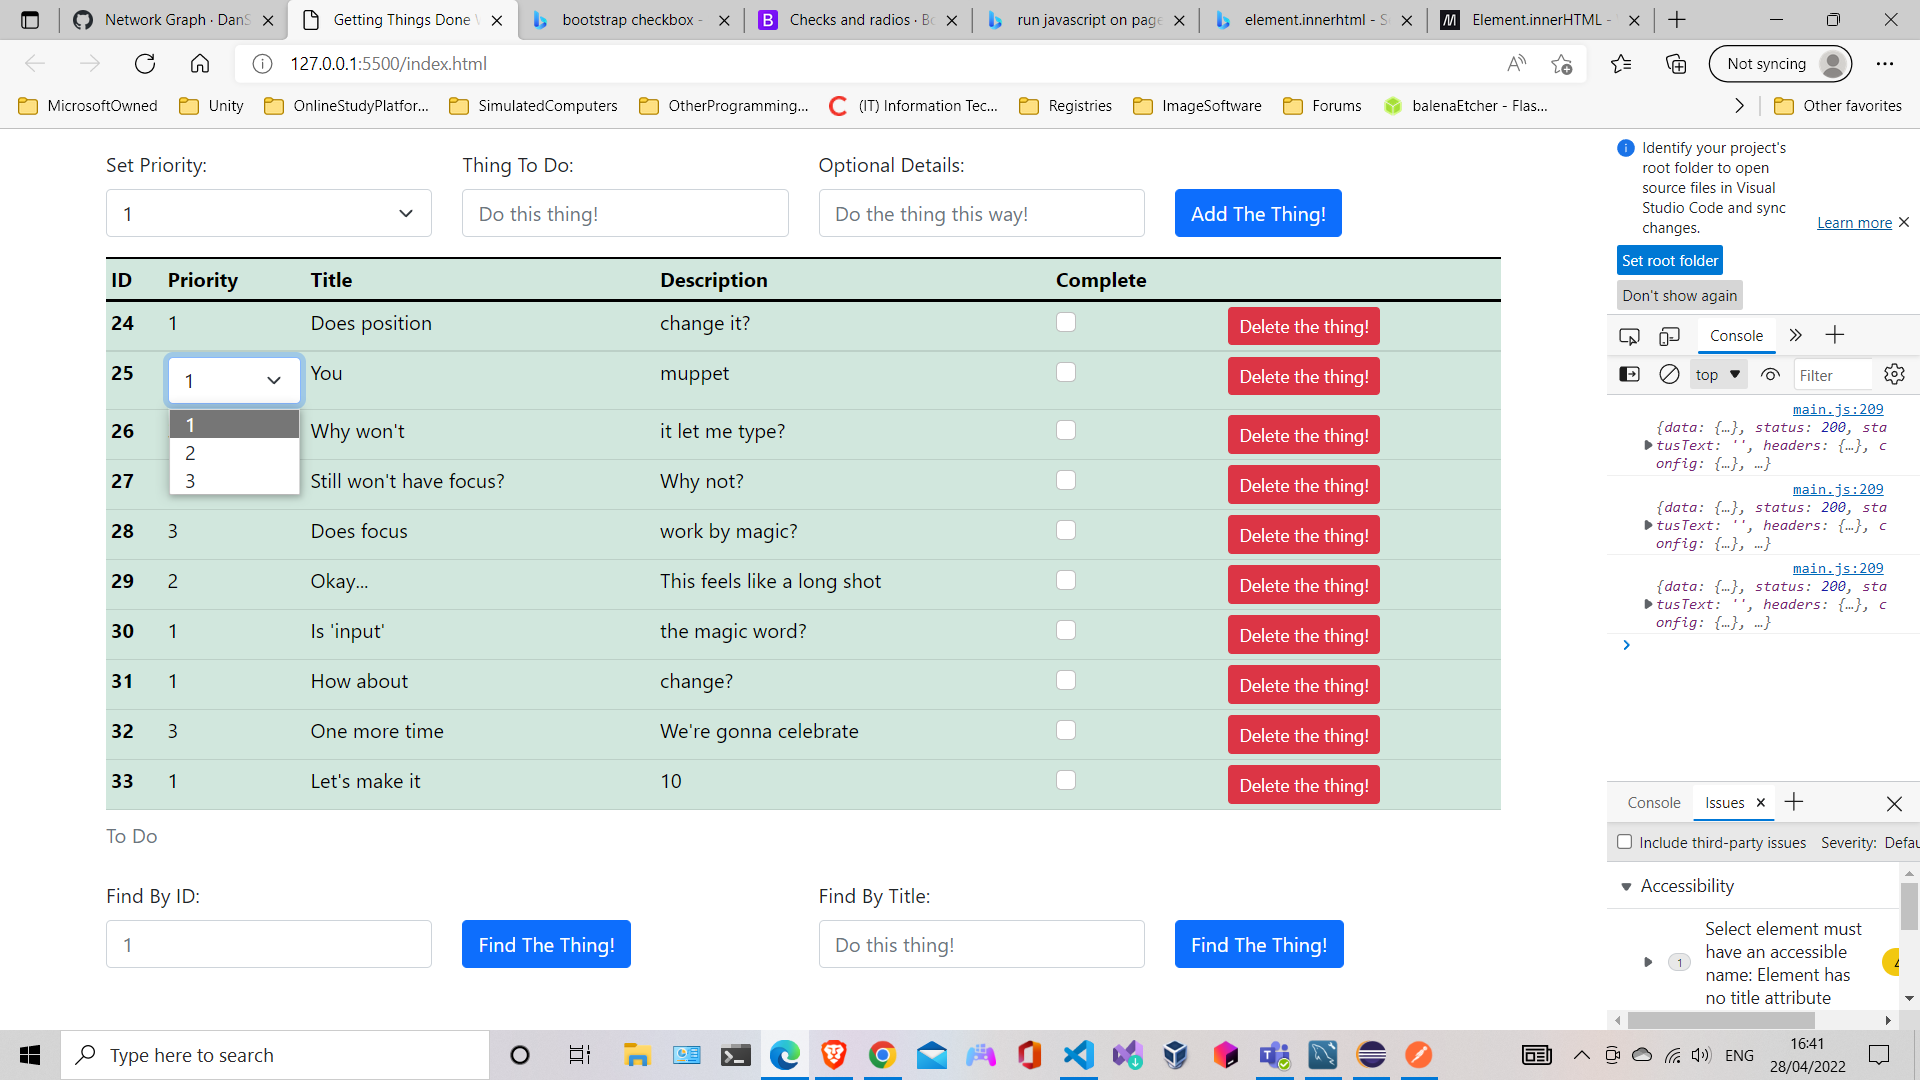 Network Graph · DanS
Getting Things Done \
bootstrap checkbox -
Checks and radios · Bo
run javascript on page
element.innerhtml - S
Element.innerHTML -
127.0.0.1:5500/index.html
Not syncing
MicrosoftOwned
Unity
OnlineStudyPlatfor...
SimulatedComputers
OtherProgramming...
(IT) Information Tec...
Registries
ImageSoftware
Forums
balenaEtcher - Flas...
Other favorites
Set Priority:
Thing To Do:
Optional Details:
1
Do this thing!
Do the thing this way!
Add The Thing!
ID Priority Title Description Complete
24 1 Does position change it? Delete the thing!
25 1 You muppet Delete the thing!
1
2
3
26 Why won't it let me type? Delete the thing!
27 Still won't have focus? Why not? Delete the thing!
28 3 Does focus work by magic? Delete the thing!
29 2 Okay... This feels like a long shot Delete the thing!
30 1 Is 'input' the magic word? Delete the thing!
31 1 How about change? Delete the thing!
32 3 One more time We're gonna celebrate Delete the thing!
33 1 Let's make it 10 Delete the thing!
To Do
Find By ID:
Find By Title:
1
Find The Thing!
Do this thing!
Find The Thing!
Identify your project's
root folder to open
source files in Visual
Studio Code and sync
changes.
Learn more
Set root folder
Don't show again
Console
top
Filter
main.js:209
{data: {…}, status: 200, sta
tusText: '', headers: {…}, c
onfig: {…}, …}
main.js:209
{data: {…}, status: 200, sta
tusText: '', headers: {…}, c
onfig: {…}, …}
main.js:209
{data: {…}, status: 200, sta
tusText: '', headers: {…}, c
onfig: {…}, …}
Console
Issues
Include third-party issues
Severity: Defau
Accessibility
1
Select element must
have an accessible
name: Element has
no title attribute
Type here to search
ENG
16:41
28/04/2022